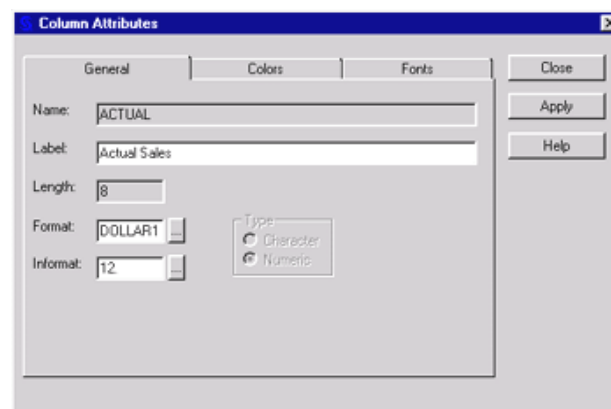 Column Attributes
General Colors Fonts
Close
Apply
Help
Name: ACTUAL
Label: Actual Sales
Length: 8
Format: DOLLAR1 ...
Informat: 12. ...
Type
Character
Numeric